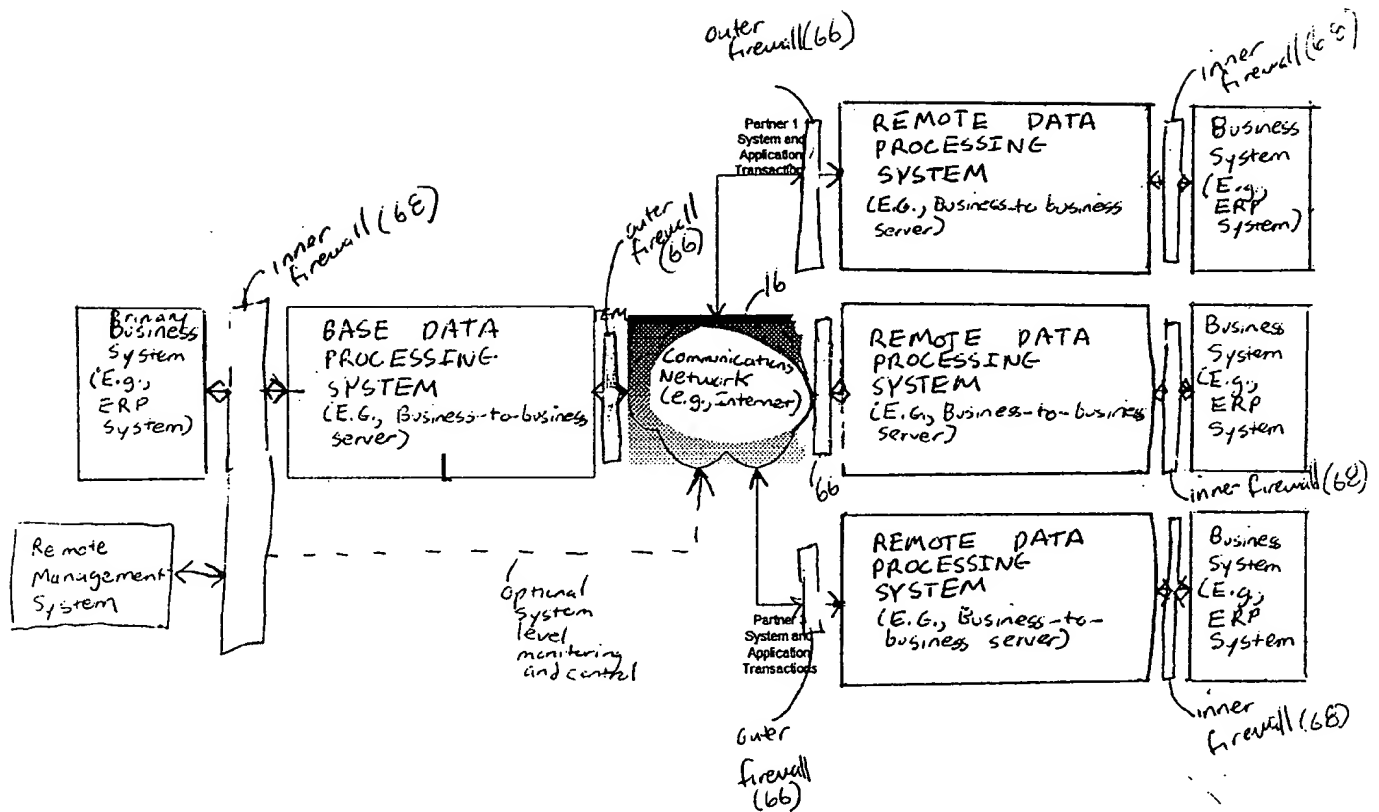 outer
firewall (66)
inner
firewall (68)
Partner 1
System and
Application
Transaction
REMOTE DATA
PROCESSING
SYSTEM
(E.G., Business-to business
server)
Business
System
(E.g.,
ERP
System)
inner
firewall (68)
outer
firewall
(66)
16
Primary
Business
System
(E.g.,
ERP
System)
BASE DATA
PROCESSING
SYSTEM
(E.G., Business-to-business
server)
Communications
Network
(e.g., internet)
REMOTE DATA
PROCESSING
SYSTEM
(E.G., Business-to-business
server)
Business
System
(E.g.,
ERP
System
66
inner firewall (68)
Remote
Management
System
optional
system
level
monitoring
and control
Partner
System and
Application
Transactions
REMOTE DATA
PROCESSING
SYSTEM
(E.G., Business-to-
business server)
Business
System
(E.g.,
ERP
System
outer
firewall
(66)
inner
firewall (68)